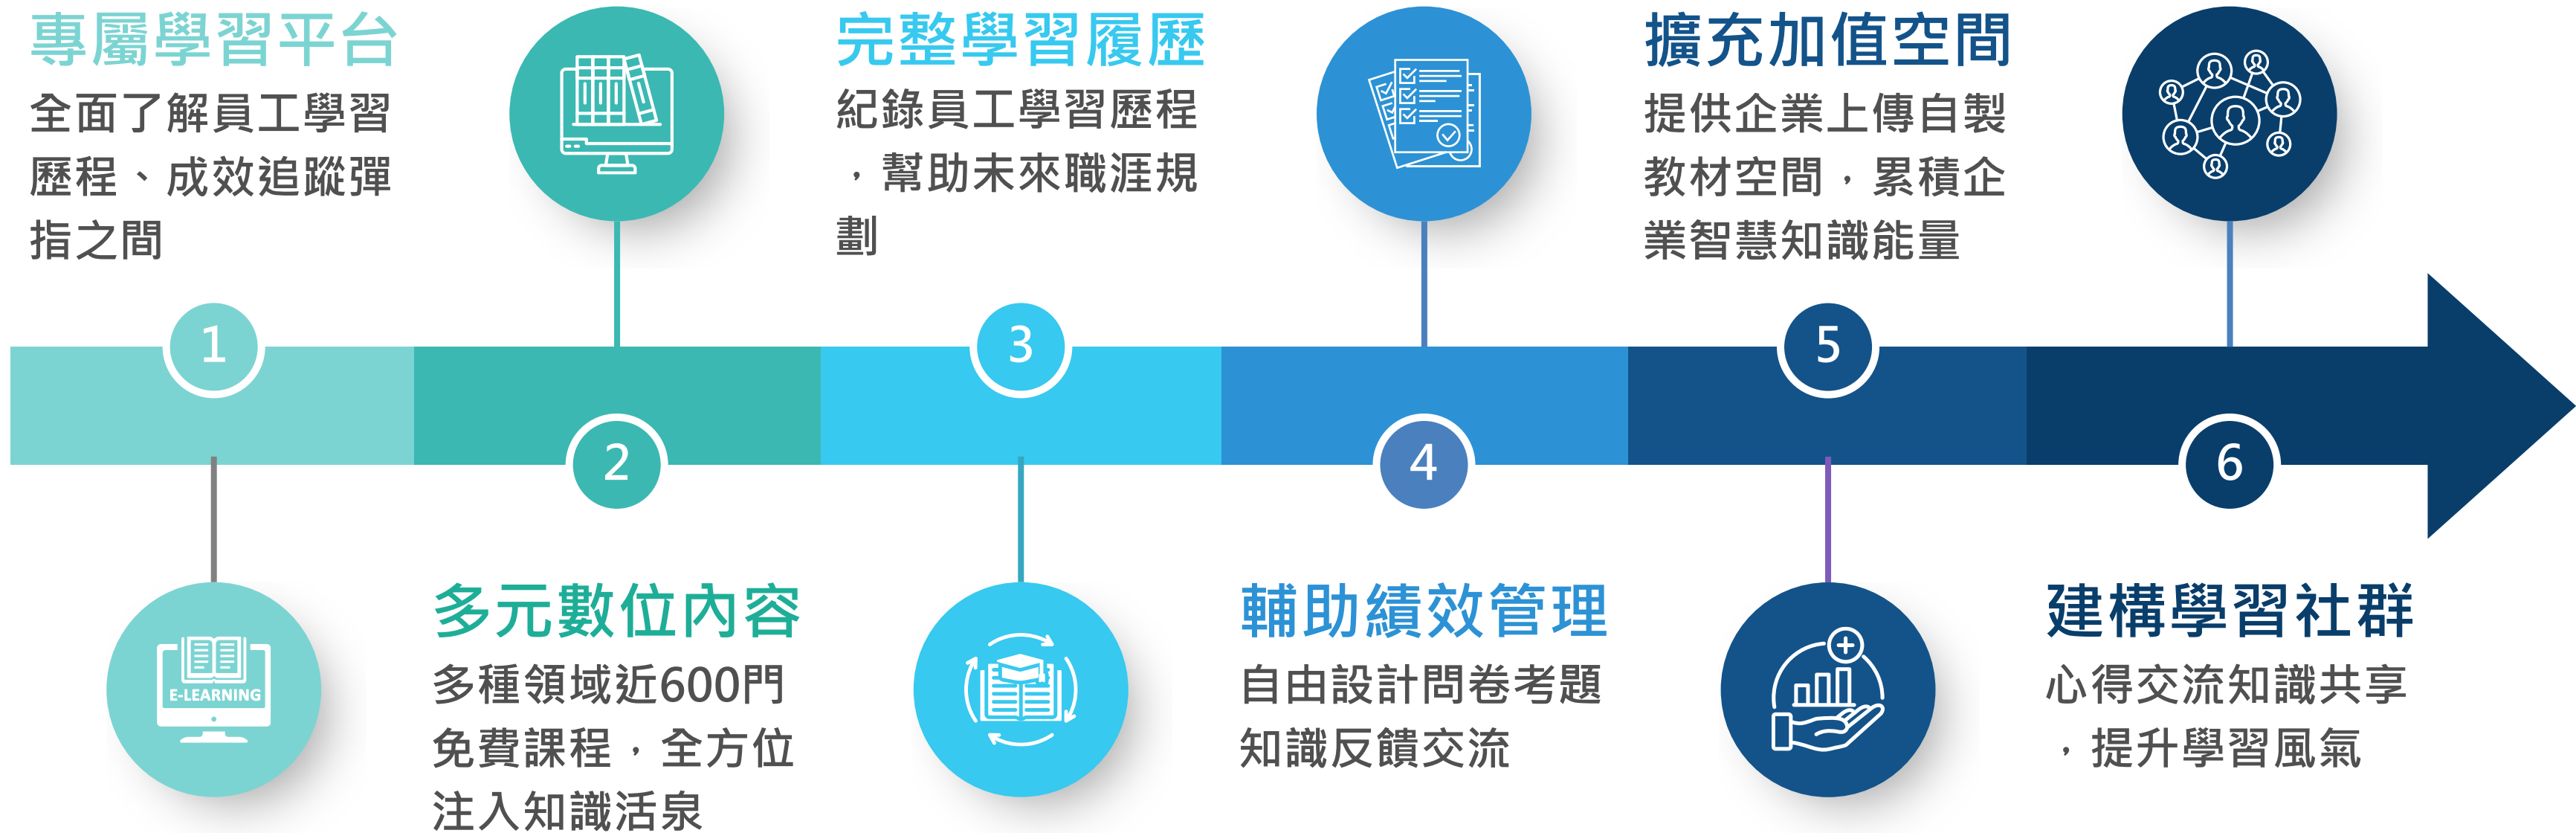 專屬學習平台
全面了解員工學習
歷程、成效追蹤彈
指之間
1
E-LEARNING
多元數位內容
多種領域近600門
免費課程，全方位
注入知識活泉
2
完整學習履歷
紀錄員工學習歷程
，幫助未來職涯規
劃
3
輔助績效管理
自由設計問卷考題
知識反饋交流
4
擴充加值空間
提供企業上傳自製
教材空間，累積企
業智慧知識能量
5
建構學習社群
心得交流知識共享
，提升學習風氣
6